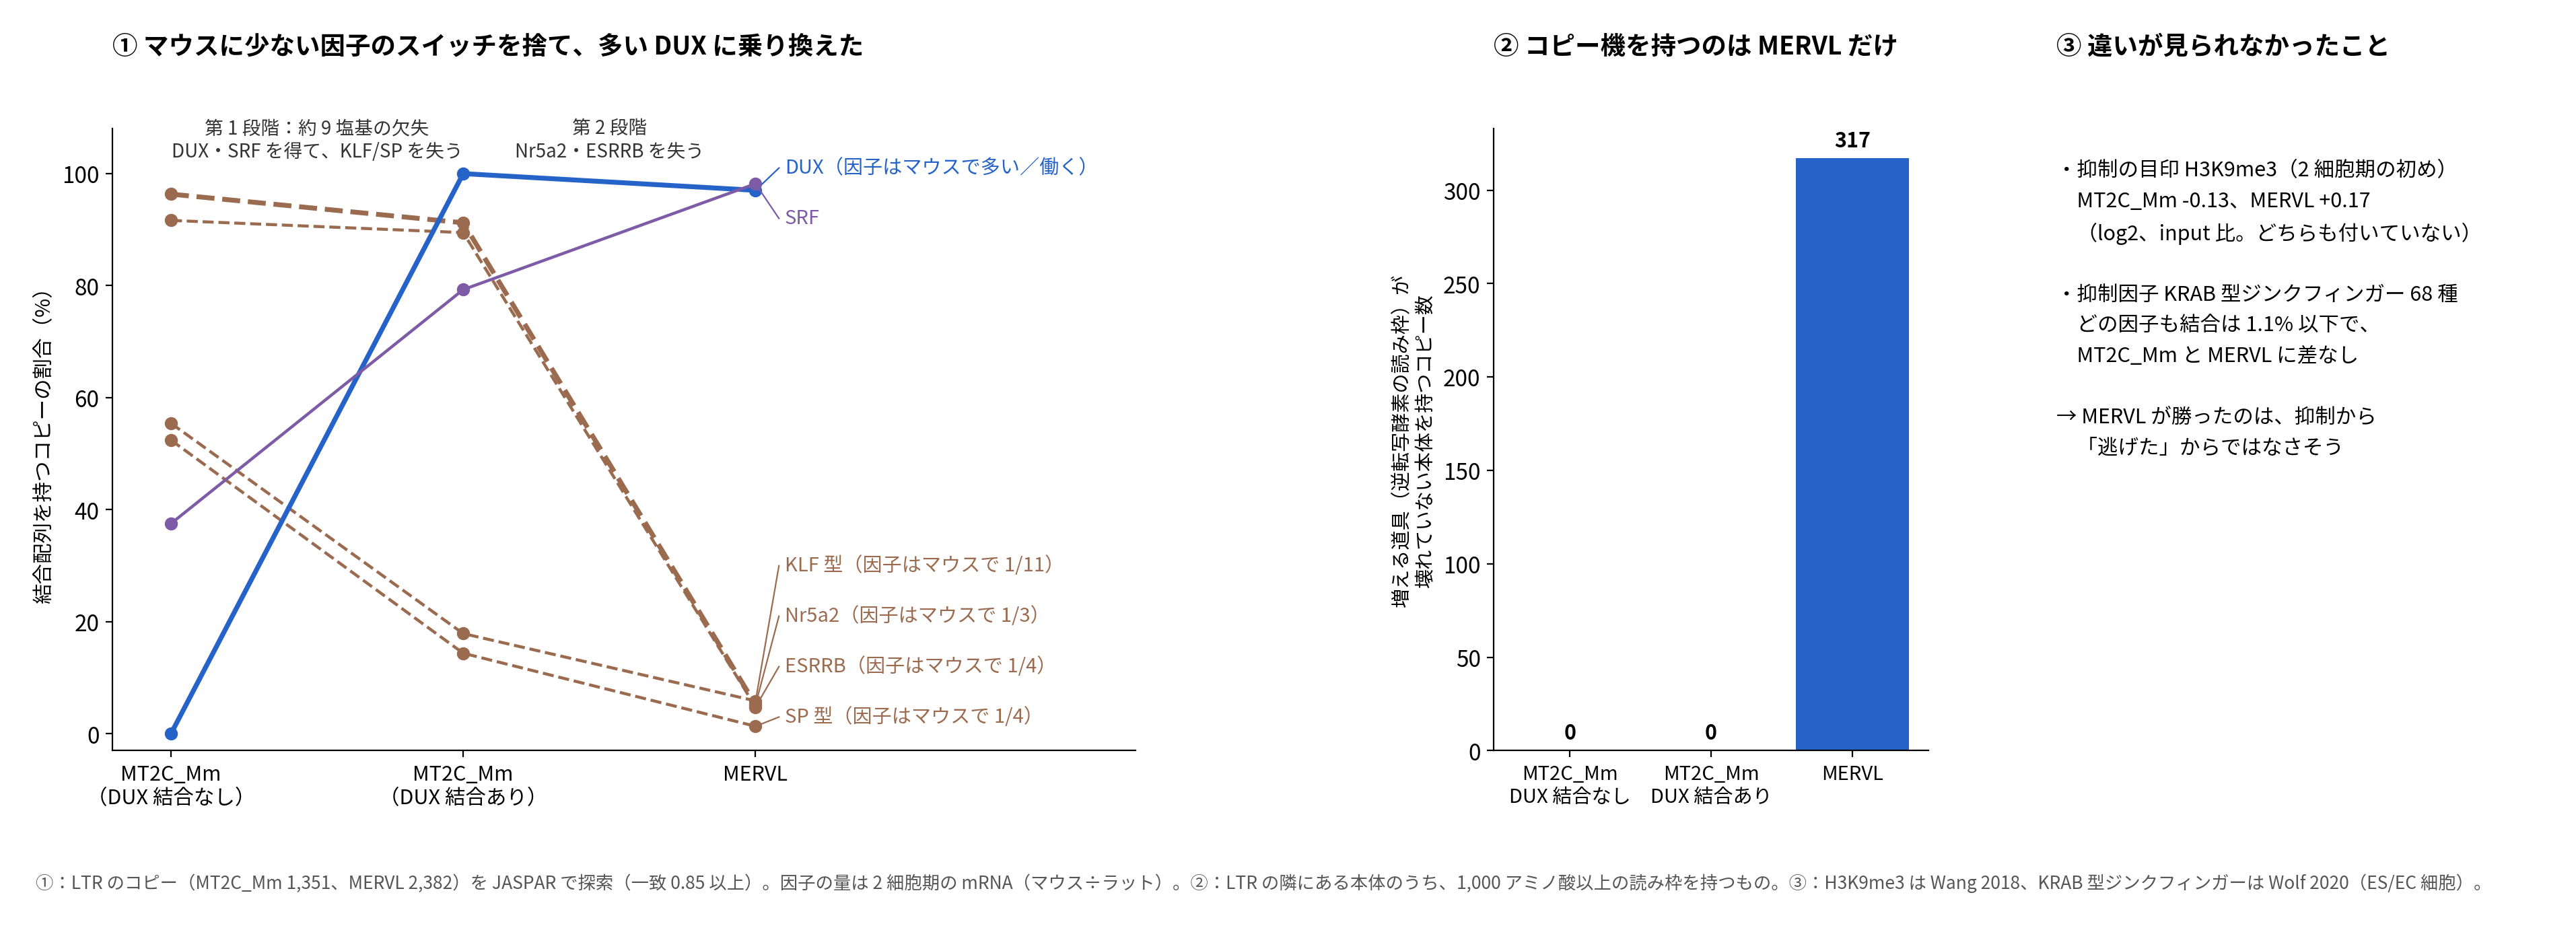 ① マウスに少ない因子のスイッチを捨て、多い DUX に乗り換えた
第 1 段階：約 9 塩基の欠失
DUX・SRF を得て、KLF/SP を失う
第 2 段階
Nr5a2・ESRRB を失う
結合配列を持つコピーの割合（%）
100
80
60
40
20
0
DUX（因子はマウスで多い／働く）
SRF
KLF 型（因子はマウスで 1/11）
Nr5a2（因子はマウスで 1/3）
ESRRB（因子はマウスで 1/4）
SP 型（因子はマウスで 1/4）
MT2C_Mm
（DUX 結合なし）
MT2C_Mm
（DUX 結合あり）
MERVL
② コピー機を持つのは MERVL だけ
増える道具（逆転写酵素の読み枠）が
壊れていない本体を持つコピー数
300
250
200
150
100
50
0
0
0
317
MT2C_Mm
DUX 結合なし
MT2C_Mm
DUX 結合あり
MERVL
③ 違いが見られなかったこと
・抑制の目印 H3K9me3（2 細胞期の初め）
MT2C_Mm -0.13、MERVL +0.17
（log2、input 比。どちらも付いていない）
・抑制因子 KRAB 型ジンクフィンガー 68 種
どの因子も結合は 1.1% 以下で、
MT2C_Mm と MERVL に差なし
→ MERVL が勝ったのは、抑制から
「逃げた」からではなさそう
①：LTR のコピー（MT2C_Mm 1,351、MERVL 2,382）を JASPAR で探索（一致 0.85 以上）。因子の量は 2 細胞期の mRNA（マウス÷ラット）。②：LTR の隣にある本体のうち、1,000 アミノ酸以上の読み枠を持つもの。③：H3K9me3 は Wang 2018、KRAB 型ジンクフィンガーは Wolf 2020（ES/EC 細胞）。